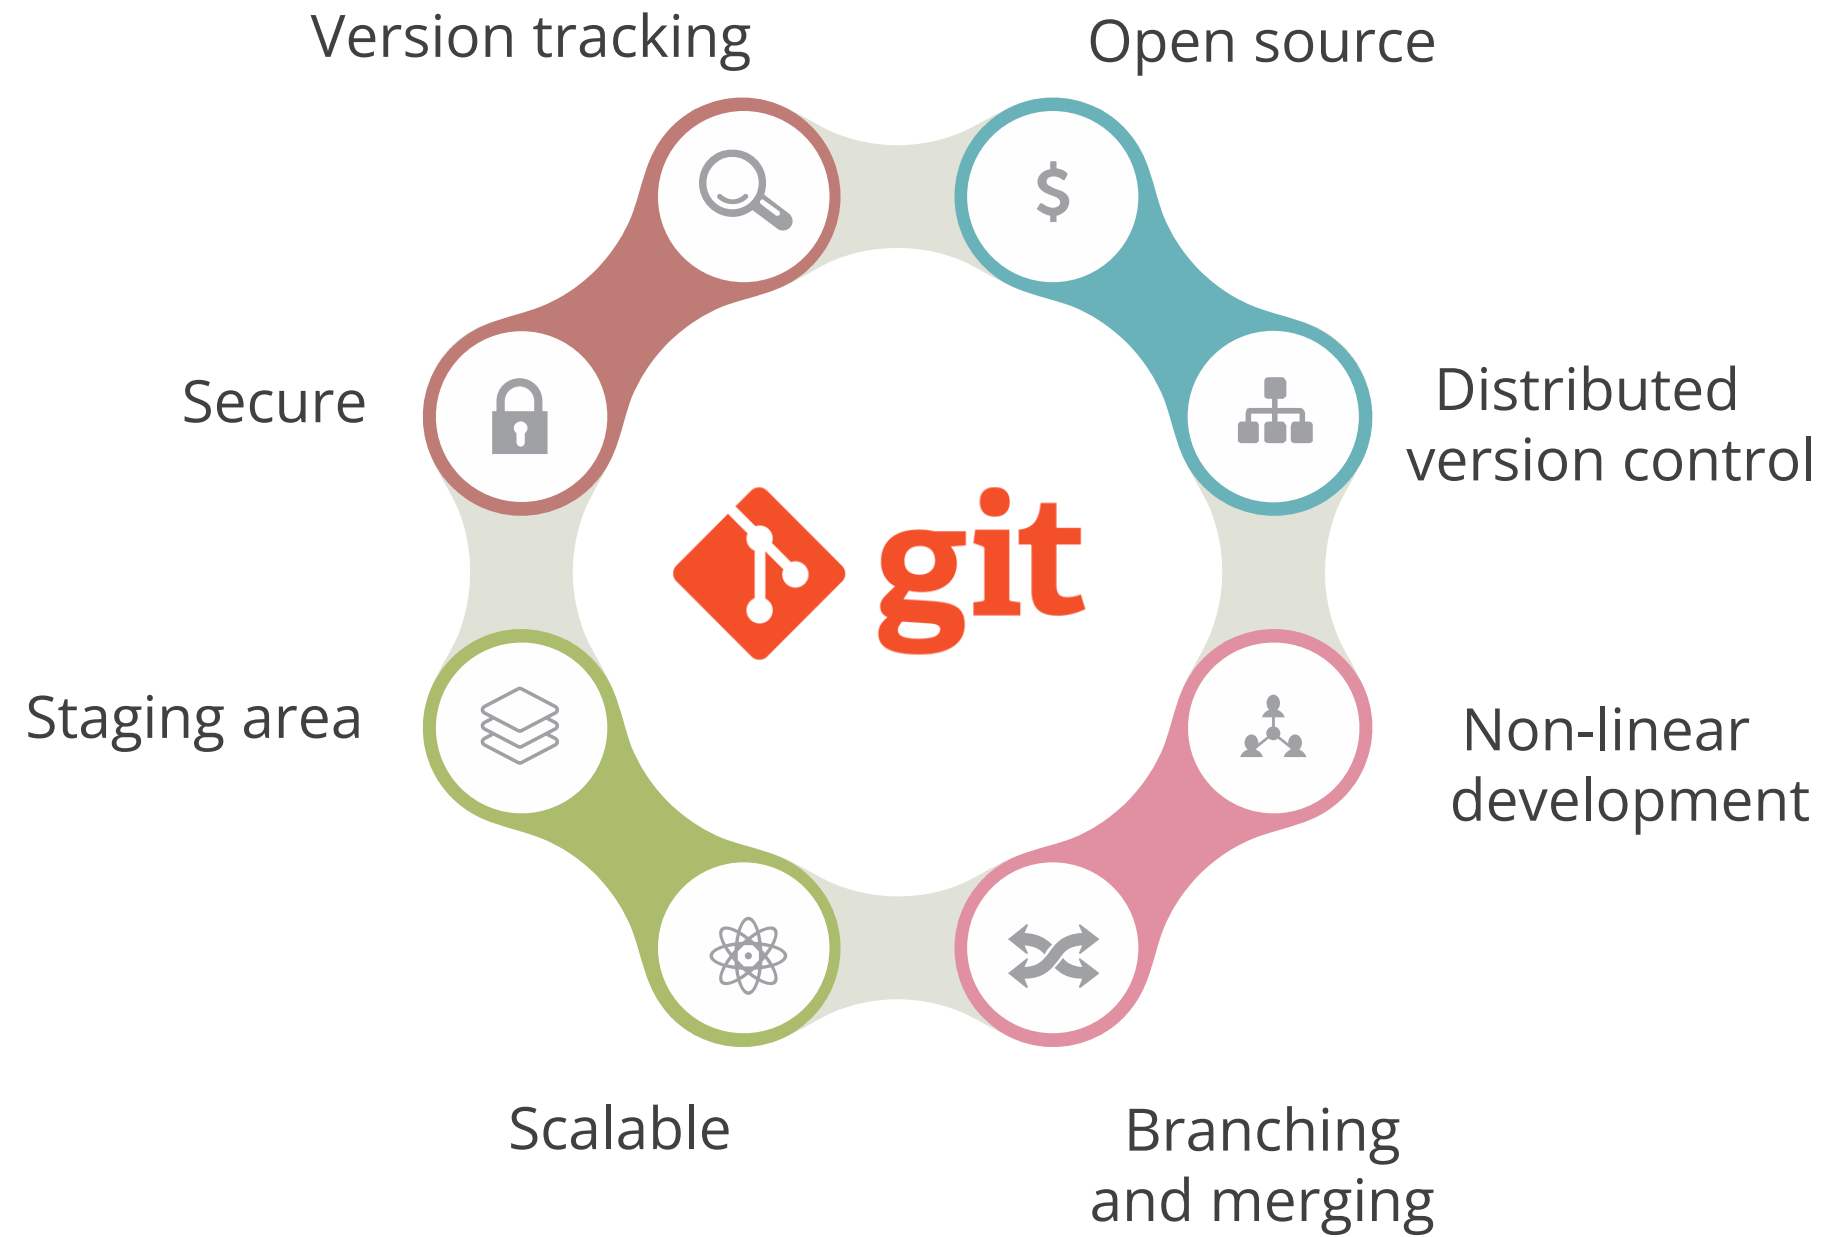 Version tracking
Open source
Secure
Distributed
version control
git
Staging area
Non-linear
development
Scalable
Branching
and merging
$